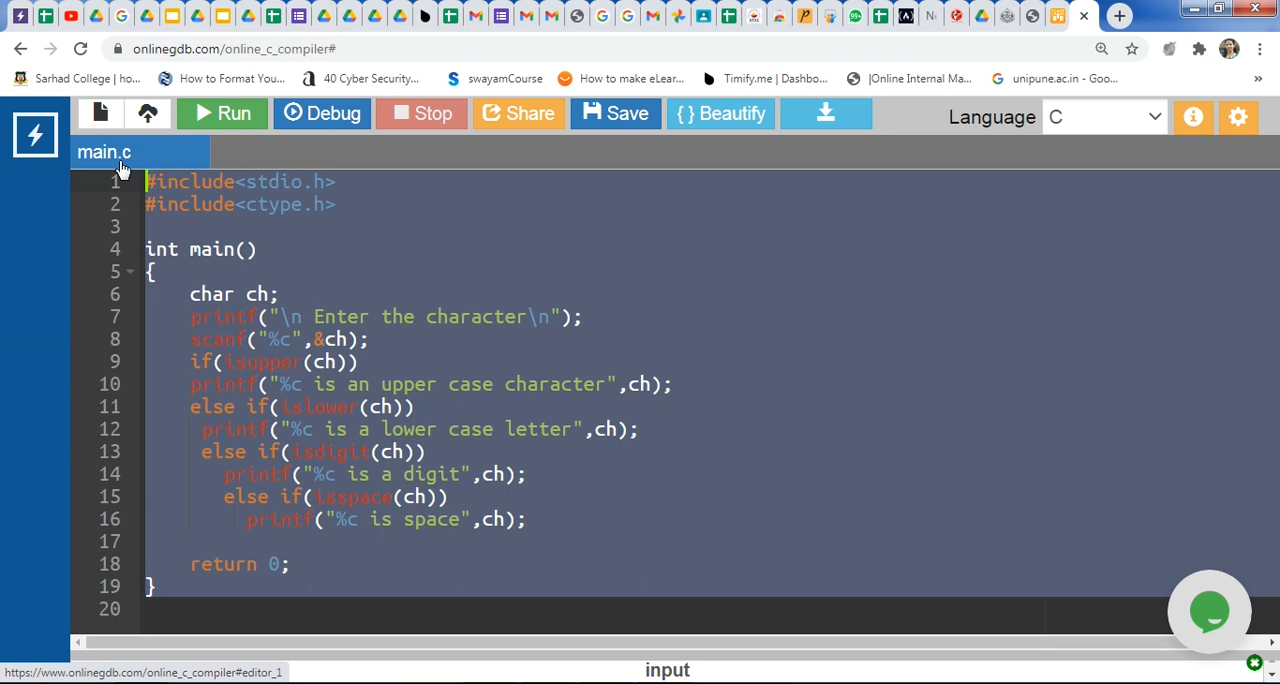 onlinegdb.com/online_c_compiler#
Sarhad College | ho... How to Format You... 40 Cyber Security... swayamCourse How to make eLear... Timify.me | Dashbo... |Online Internal Ma... unipune.ac.in - Goo... »
Run Debug Stop Share Save { } Beautify Language C
main.c
1 #include<stdio.h>
2 #include<ctype.h>
3
4 int main()
5 {
6 char ch;
7 printf("\n Enter the character\n");
8 scanf("%c",&ch);
9 if(isupper(ch))
10 printf("%c is an upper case character",ch);
11 else if(islower(ch))
12 printf("%c is a lower case letter",ch);
13 else if(isdigit(ch))
14 printf("%c is a digit",ch);
15 else if(isspace(ch))
16 printf("%c is space",ch);
17
18 return 0;
19 }
20
https://www.onlinegdb.com/online_c_compiler#editor_1
input